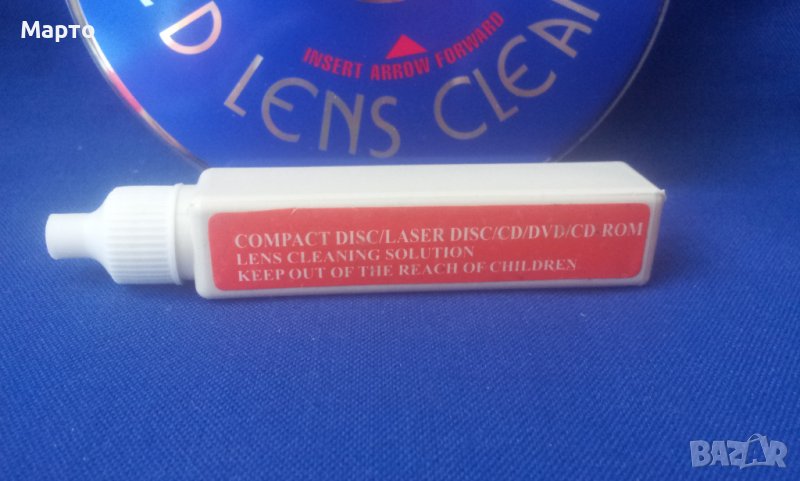 Марто
D LENS CLEA
INSERT ARROW FORWARD
COMPACT DISC/LASER DISC/CD/DVD/CD ROM
LENS CLEANING SOLUTION
KEEP OUT OF THE REACH OF CHILDREN
BAZAR